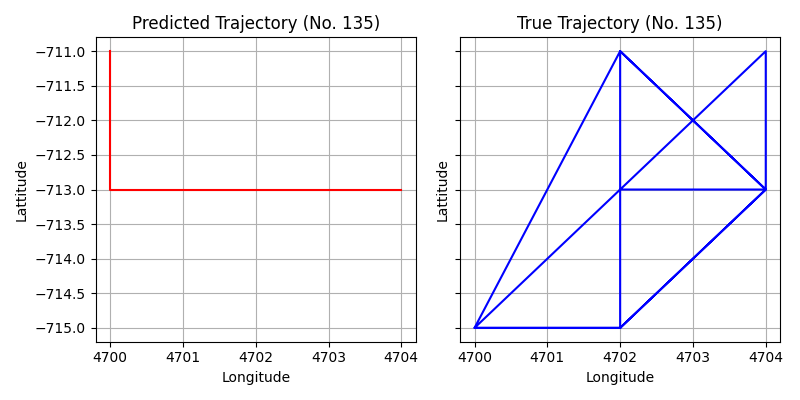 Predicted Trajectory (No. 135)
True Trajectory (No. 135)
−711.0
−711.5
−712.0
−712.5
−713.0
−713.5
−714.0
−714.5
−715.0
Lattitude
Lattitude
4700 4701 4702 4703 4704
4700 4701 4702 4703 4704
Longitude
Longitude